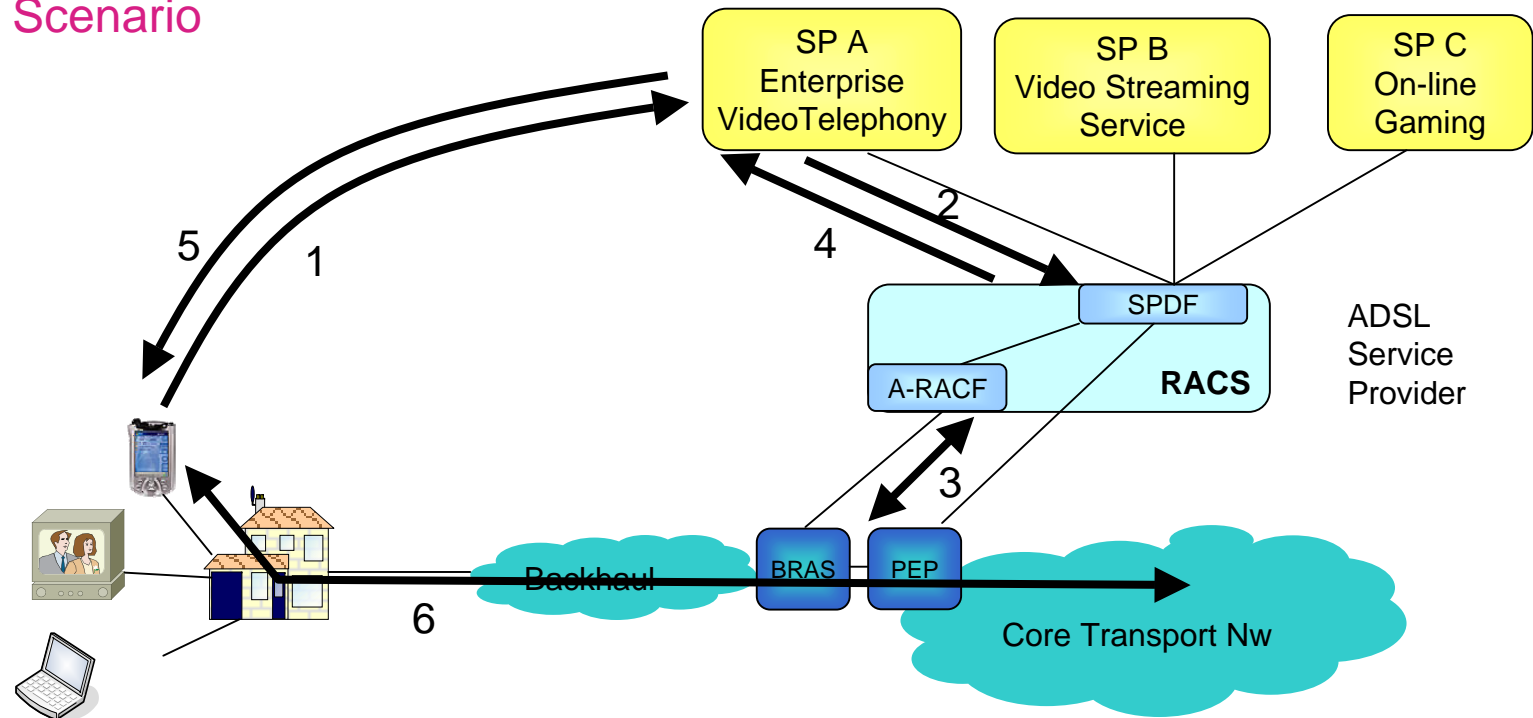 Scenario
SP A
Enterprise
VideoTelephony
SP B
Video Streaming
Service
SP C
On-line
Gaming
5
1
2
4
SPDF
A-RACF
RACS
ADSL
Service
Provider
3
Backhaul
BRAS
PEP
6
Core Transport Nw